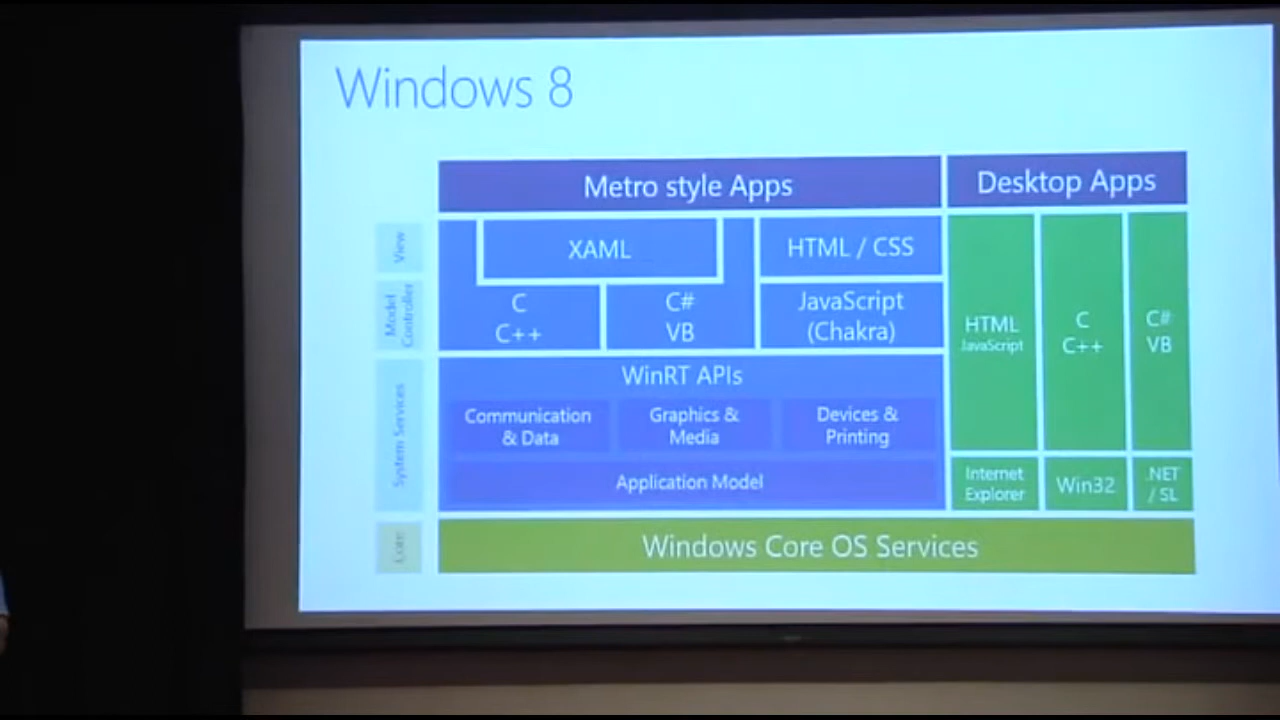 Windows 8
Metro style Apps
Desktop Apps
View
XAML
HTML / CSS
Model
Controller
C
C++
C#
VB
JavaScript
(Chakra)
HTML
JavaScript
C
C++
C#
VB
System Services
WinRT APIs
Communication
& Data
Graphics &
Media
Devices &
Printing
Application Model
Internet
Explorer
Win32
.NET
/ SL
Core
Windows Core OS Services